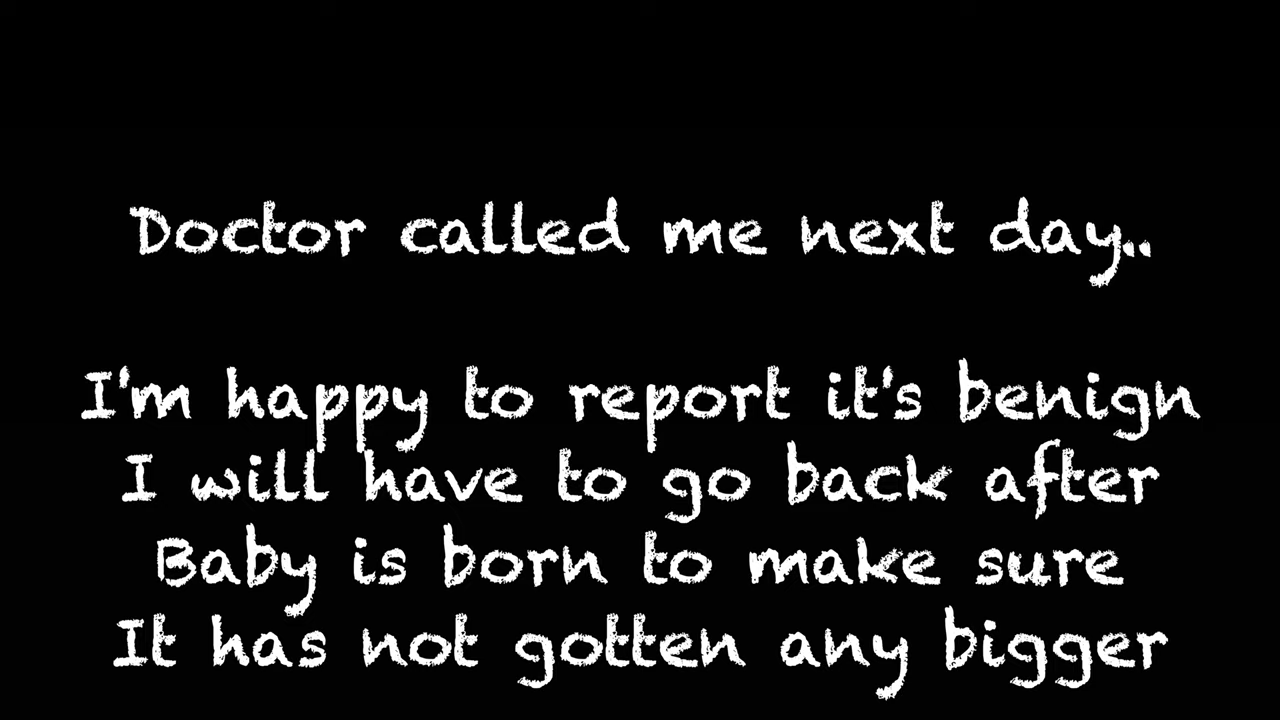 Doctor called me next day..
I'm happy to report it's benign
I will have to go back after
Baby is born to make sure
It has not gotten any bigger